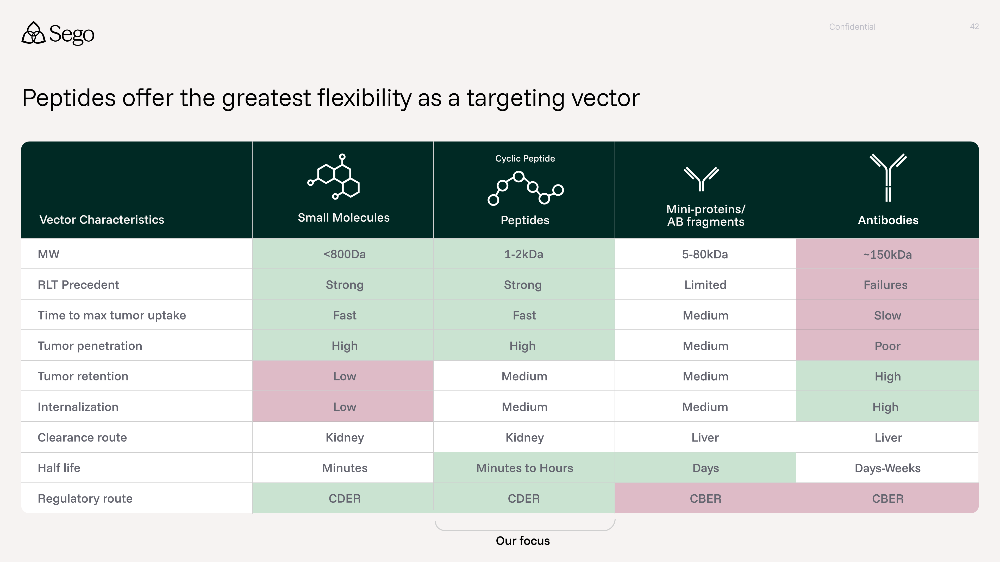 Sego
Confidential
42
Peptides offer the greatest flexibility as a targeting vector
Vector Characteristics
Small Molecules
Cyclic Peptide
Peptides
Mini-proteins/
AB fragments
Antibodies
MW <800Da 1-2kDa 5-80kDa ~150kDa
RLT Precedent Strong Strong Limited Failures
Time to max tumor uptake Fast Fast Medium Slow
Tumor penetration High High Medium Poor
Tumor retention Low Medium Medium High
Internalization Low Medium Medium High
Clearance route Kidney Kidney Liver Liver
Half life Minutes Minutes to Hours Days Days-Weeks
Regulatory route CDER CDER CBER CBER
Our focus